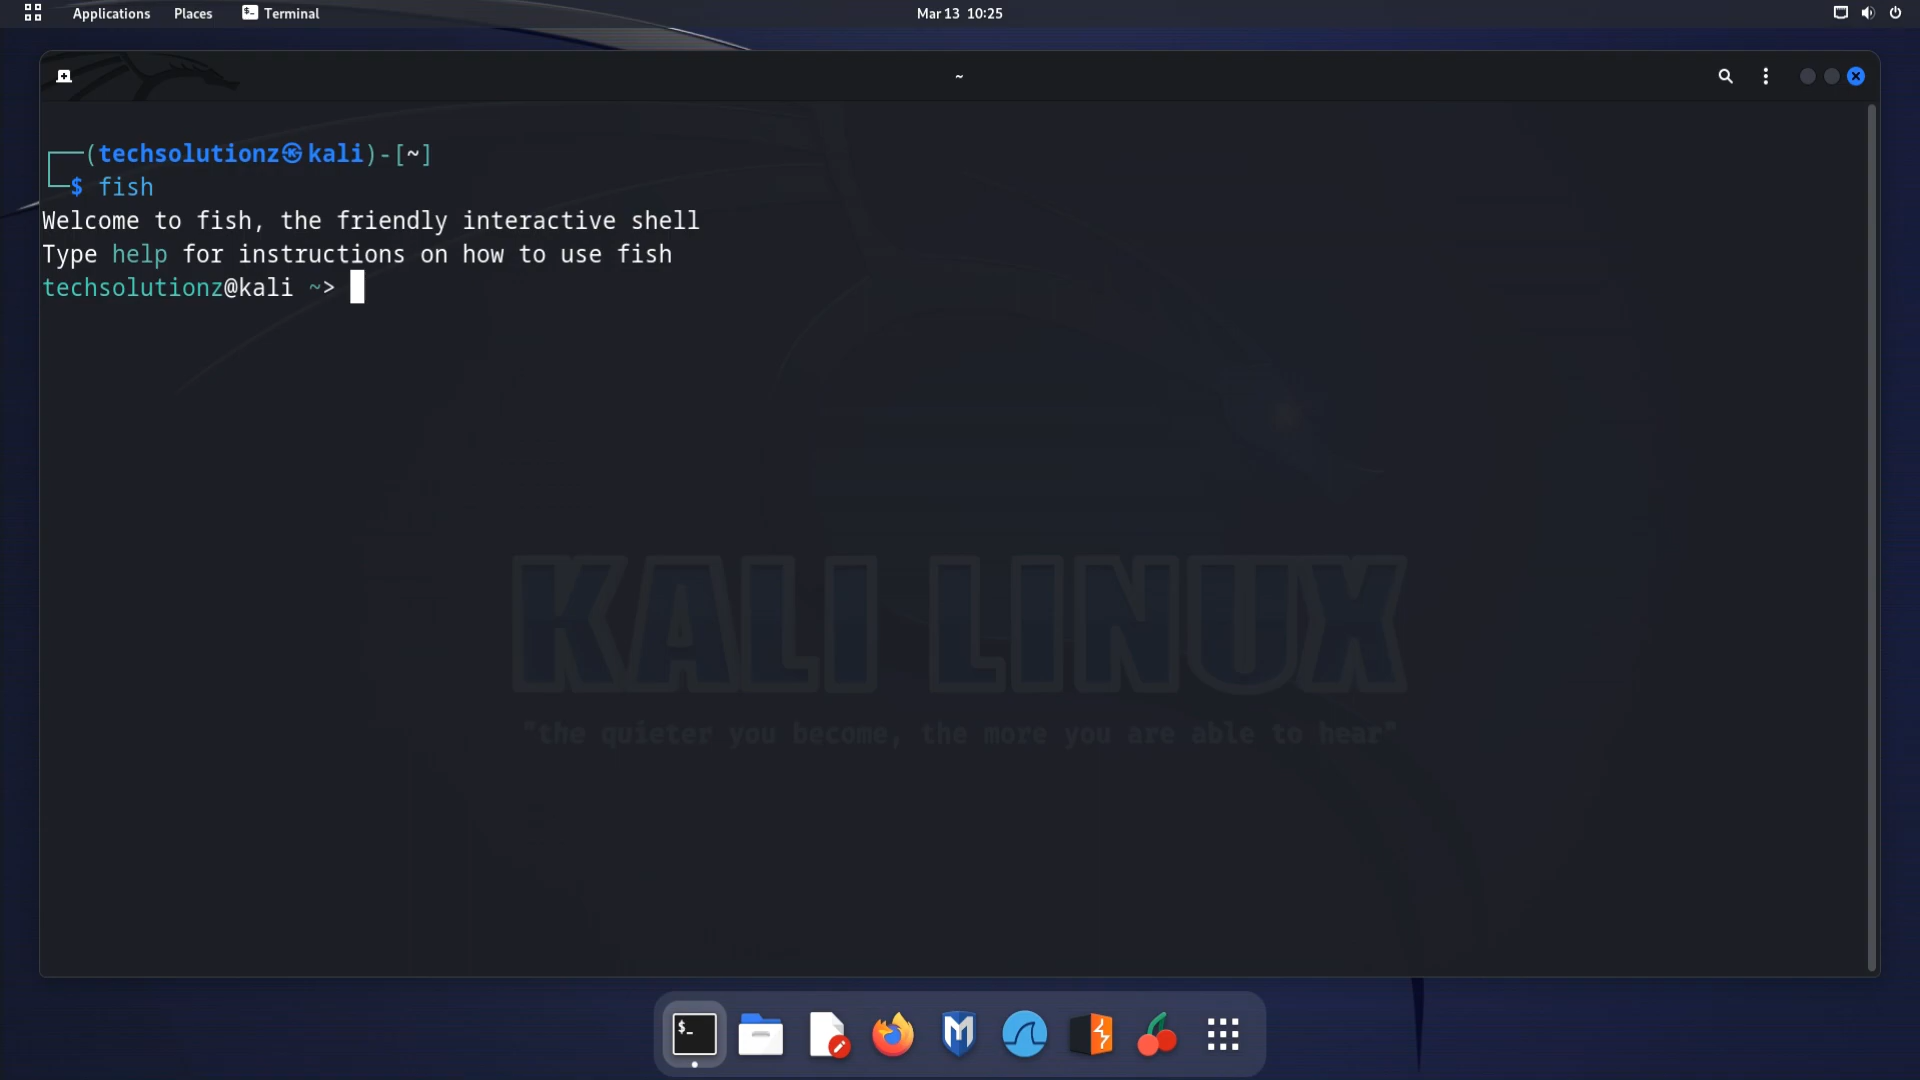 Applications Places Terminal Mar 13 10:25
~
┌──(techsolutionz㉿kali)-[~]
└─$ fish
Welcome to fish, the friendly interactive shell
Type help for instructions on how to use fish
techsolutionz@kali ~>
KALI LINUX
"the quieter you become, the more you are able to hear"